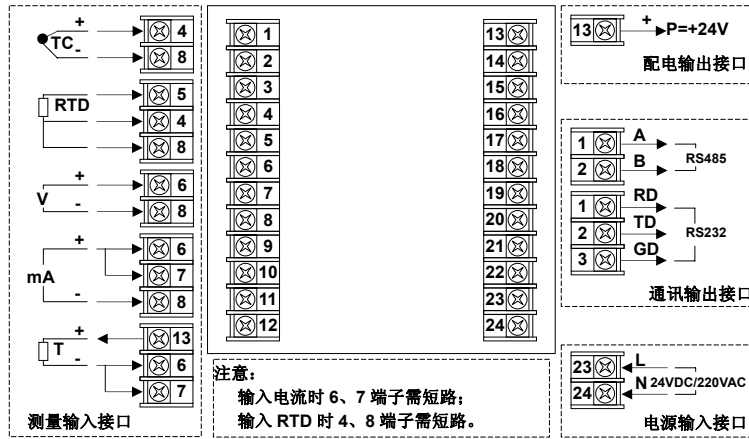 +
TC
-
4
8
RTD
5
4
8
+
V
-
6
8
+
mA
-
6
7
8
+
T
-
13
6
7
测量输入接口
1
2
3
4
5
6
7
8
9
10
11
12
13
14
15
16
17
18
19
20
21
22
23
24
注意：
输入电流时 6、7 端子需短路；
输入 RTD 时 4、8 端子需短路。
13 + P=+24V
配电输出接口
1 A
2 B
RS485
1 RD
2 TD
3 GD
RS232
通讯输出接口
23 L
24 N 24VDC/220VAC
电源输入接口